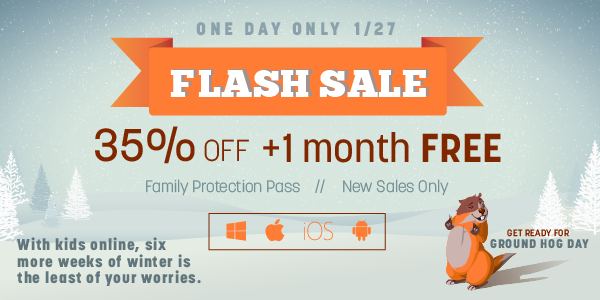 ONE DAY ONLY 1/27
FLASH SALE
35% OFF +1 month FREE
Family Protection Pass // New Sales Only
iOS
With kids online, six
more weeks of winter is
the least of your worries.
GET READY FOR
GROUND HOG DAY